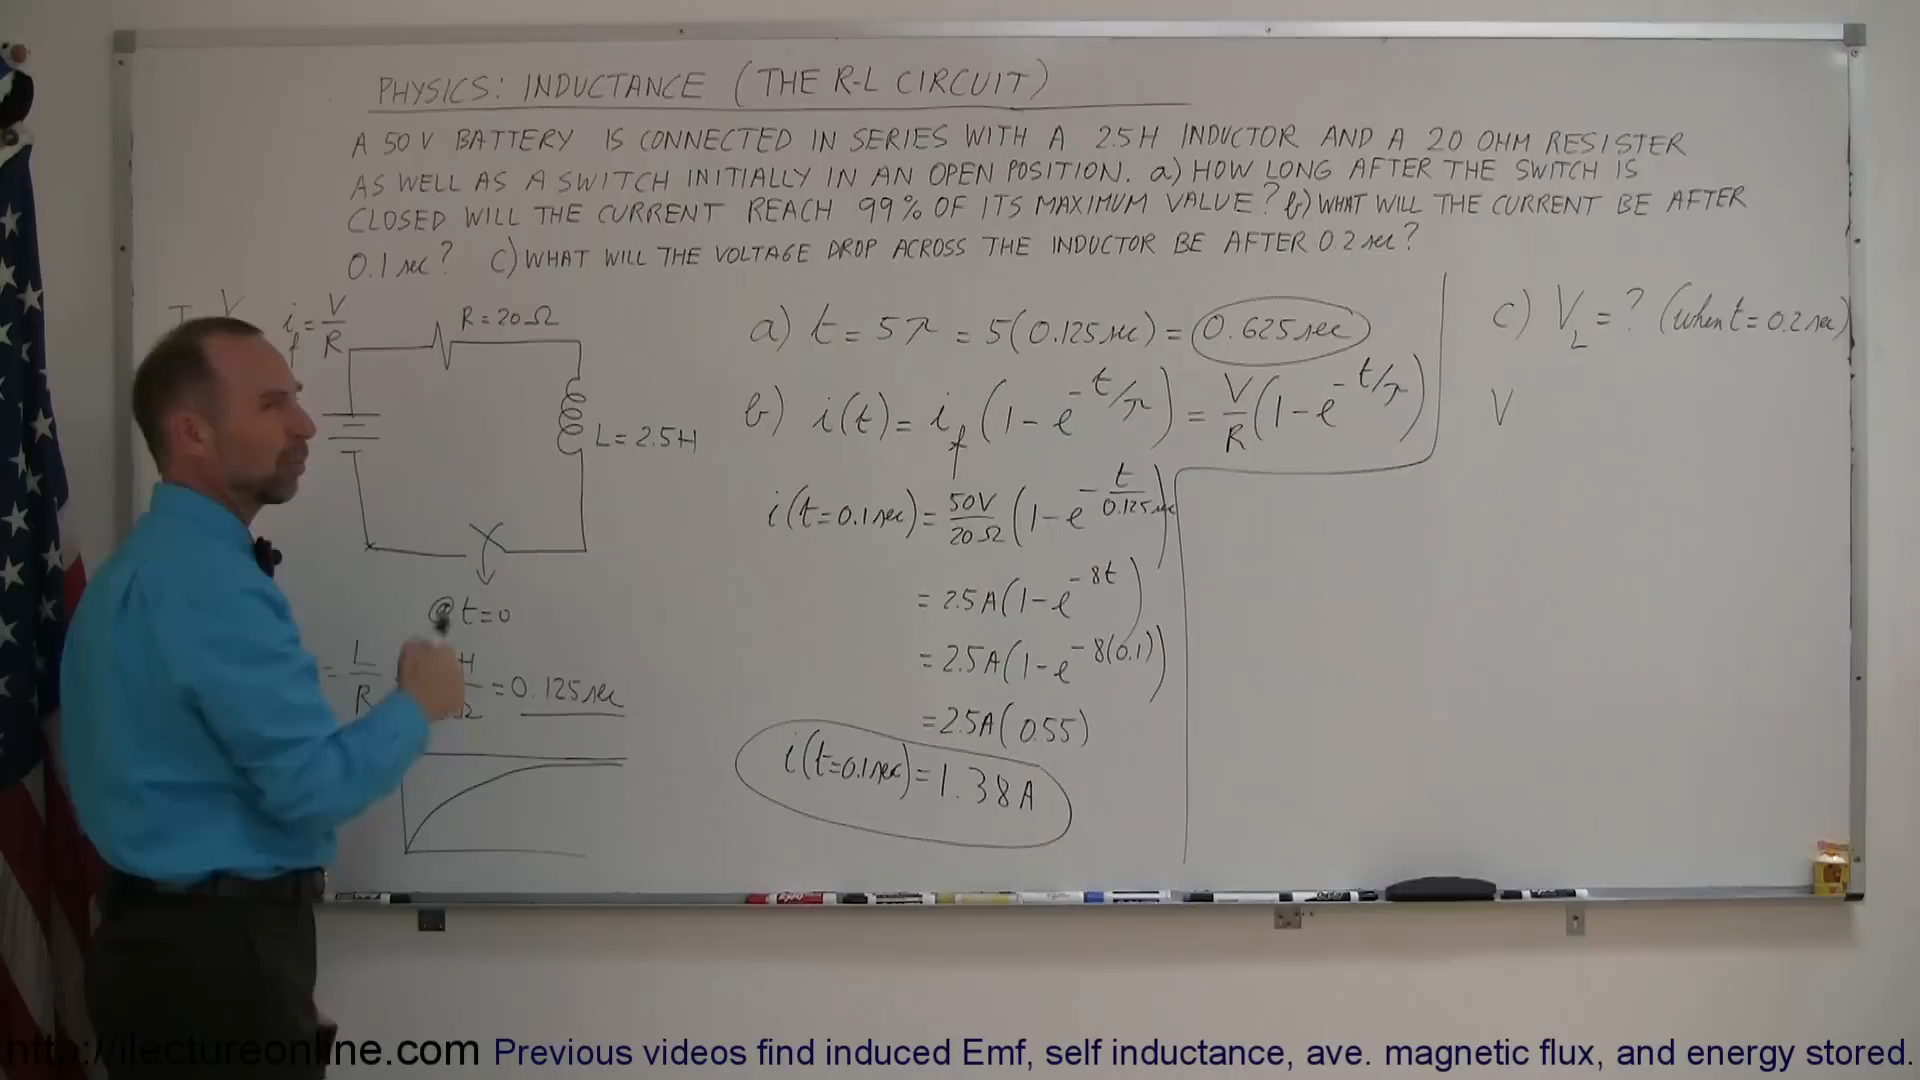 PHYSICS: INDUCTANCE (THE R-L CIRCUIT)
A 50 V BATTERY IS CONNECTED IN SERIES WITH A 2.5 H INDUCTOR AND A 20 OHM RESISTER
AS WELL AS A SWITCH INITIALLY IN AN OPEN POSITION. a) HOW LONG AFTER THE SWITCH IS
CLOSED WILL THE CURRENT REACH 99% OF ITS MAXIMUM VALUE? b) WHAT WILL THE CURRENT BE AFTER
0.1 sec? C) WHAT WILL THE VOLTAGE DROP ACROSS THE INDUCTOR BE AFTER 0.2 sec?
i_f = V/R
R = 20 Ω
L = 2.5 H
@ t = 0
= L/R
= 0.125 sec
a) t = 5τ = 5(0.125 sec) = 0.625 sec
b) i(t) = i_f (1 - e^{-t/τ}) = V/R (1 - e^{-t/τ})
i(t = 0.1 sec) = 50V/20Ω (1 - e^{-t/0.125 sec})
= 2.5 A (1 - e^{-8t})
= 2.5 A (1 - e^{-8(0.1)})
= 2.5 A (0.55)
i(t = 0.1 sec) = 1.38 A
c) V_L = ? (when t = 0.2 sec)
V
http://ilectureonline.com Previous videos find induced Emf, self inductance, ave. magnetic flux, and energy stored.